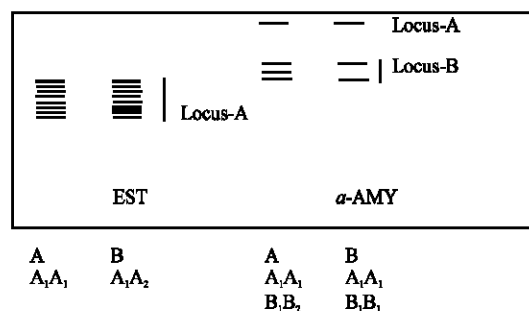 Locus-A
Locus-B
Locus-A
EST α-AMY
A B A B
A₁A₁ A₁A₂ A₁A₁ A₁A₁
B₁B₂ B₁B₁